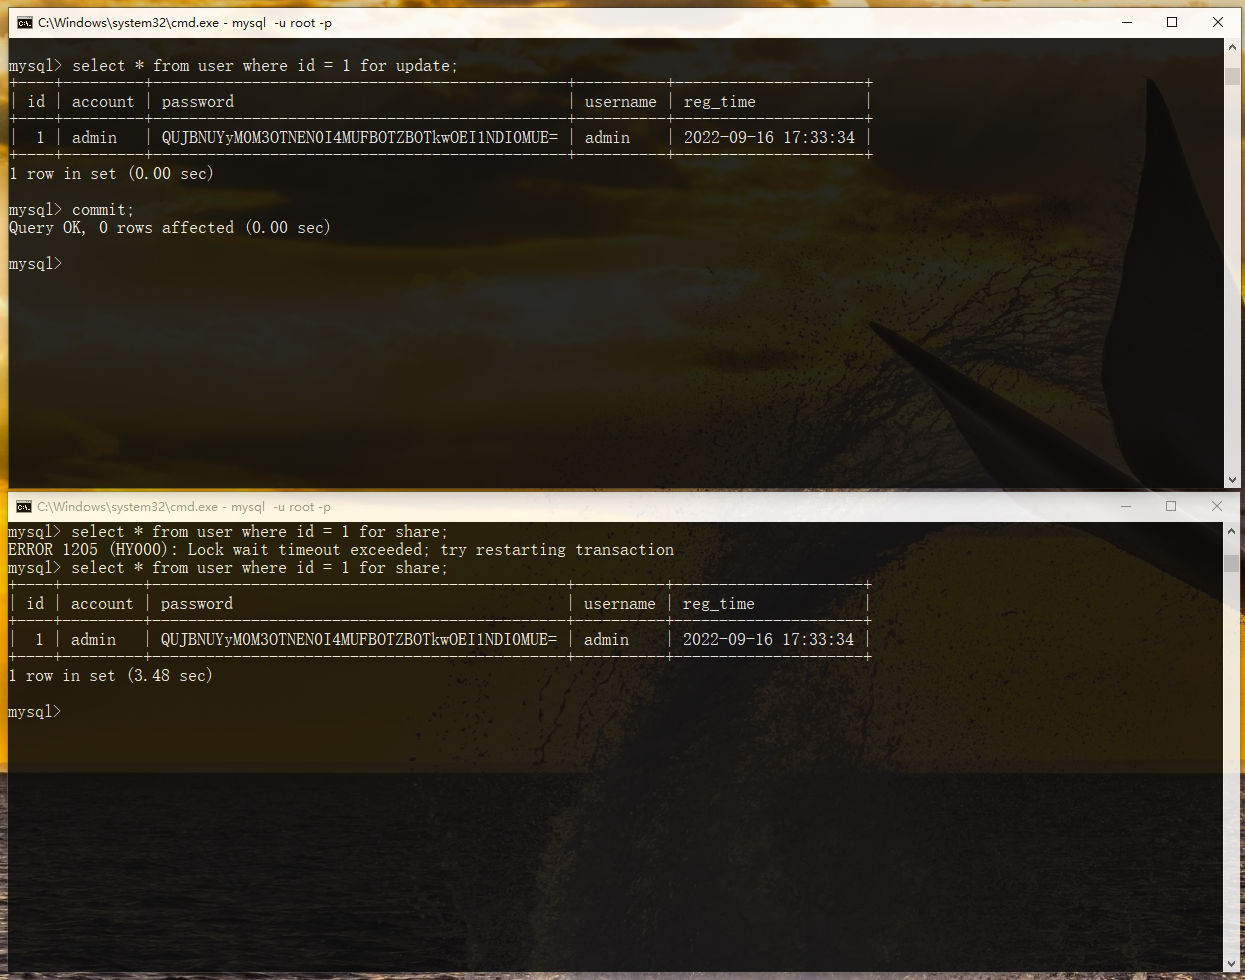 C:\Windows\system32\cmd.exe - mysql  -u root -p
mysql> select * from user where id = 1 for update;
+----+---------+----------------------------------------------+----------+---------------------+
| id | account | password                                     | username | reg_time            |
+----+---------+----------------------------------------------+----------+---------------------+
|  1 | admin   | QUJBNUYyM0M3OTNEN0I4MUFBOTZBOTkwOEI1NDI0MUE= | admin    | 2022-09-16 17:33:34 |
+----+---------+----------------------------------------------+----------+---------------------+
1 row in set (0.00 sec)
mysql> commit;
Query OK, 0 rows affected (0.00 sec)
mysql>
C:\Windows\system32\cmd.exe - mysql  -u root -p
mysql> select * from user where id = 1 for share;
ERROR 1205 (HY000): Lock wait timeout exceeded; try restarting transaction
mysql> select * from user where id = 1 for share;
+----+---------+----------------------------------------------+----------+---------------------+
| id | account | password                                     | username | reg_time            |
+----+---------+----------------------------------------------+----------+---------------------+
|  1 | admin   | QUJBNUYyM0M3OTNEN0I4MUFBOTZBOTkwOEI1NDI0MUE= | admin    | 2022-09-16 17:33:34 |
+----+---------+----------------------------------------------+----------+---------------------+
1 row in set (3.48 sec)
mysql>